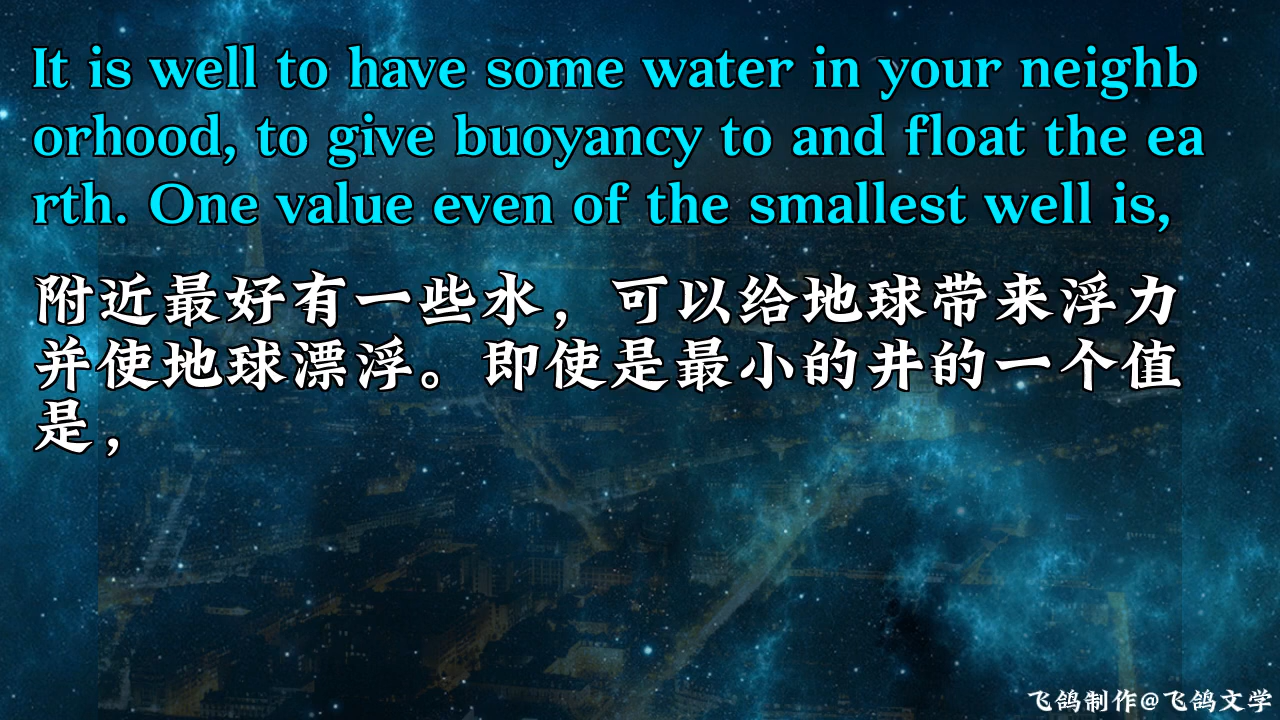 It is well to have some water in your neighb
orhood, to give buoyancy to and float the ea
rth. One value even of the smallest well is,
附近最好有一些水，可以给地球带来浮力
并使地球漂浮。即使是最小的井的一个值
是，
飞鸽制作@飞鸽文学